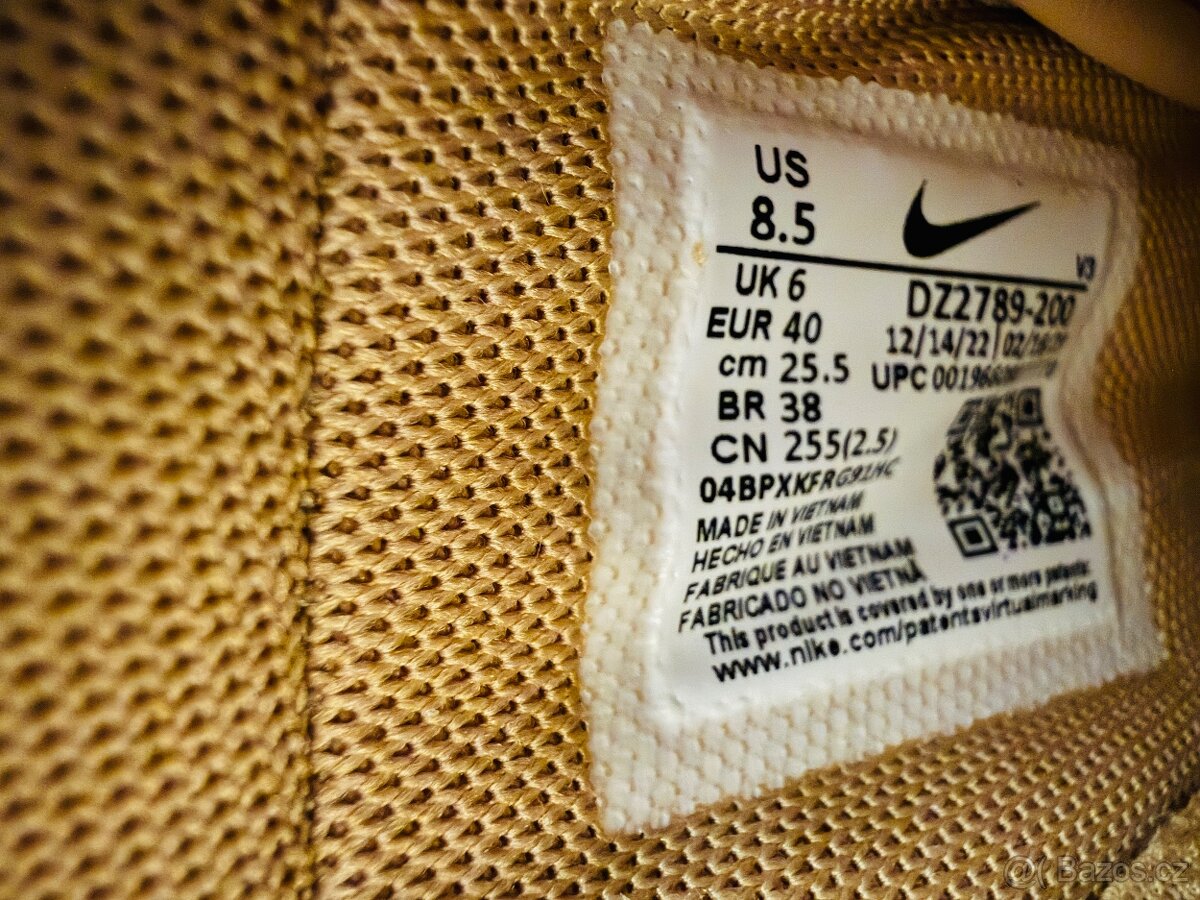 US
8.5
V3
UK 6
DZ2789-200
EUR 40
12/14/22
cm 25.5
UPC
BR 38
CN 255(2.5)
MADE IN VIETNAM
HECHO EN VIETNAM
FABRIQUE AU VIETNAM
FABRICADO NO VIETNA
This product is covered by one or more patents:
www.nike.com/patentsvirtualmarking
Bazos.cz